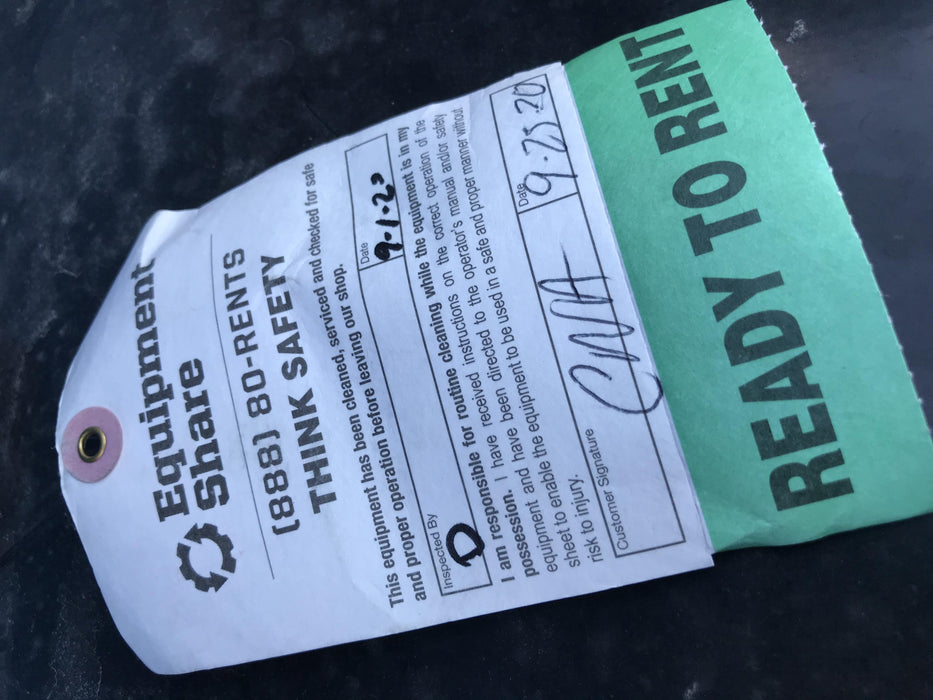 Equipment
Share
(888) 80-RENTS
THINK SAFETY
This equipment has been cleaned, serviced and checked for safe
and proper operation before leaving our shop.
Inspected By
D
Date
9-1-23
I am responsible for routine cleaning while the equipment is in my
possession. I have received instructions on the correct operation of the
equipment and have been directed to the operator's manual and/or safely
sheet to enable the equipment to be used in a safe and proper manner without
risk to injury.
Customer Signature
Date
9.25.20
READY TO RENT